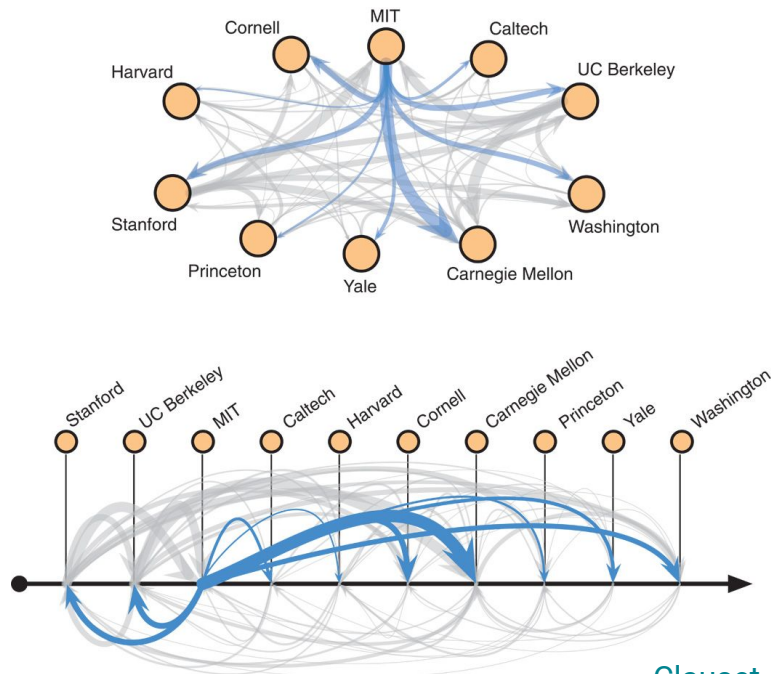 MIT
Cornell
Caltech
Harvard
UC Berkeley
Stanford
Washington
Princeton
Carnegie Mellon
Yale
Stanford
UC Berkeley
MIT
Caltech
Harvard
Cornell
Carnegie Mellon
Princeton
Yale
Washington